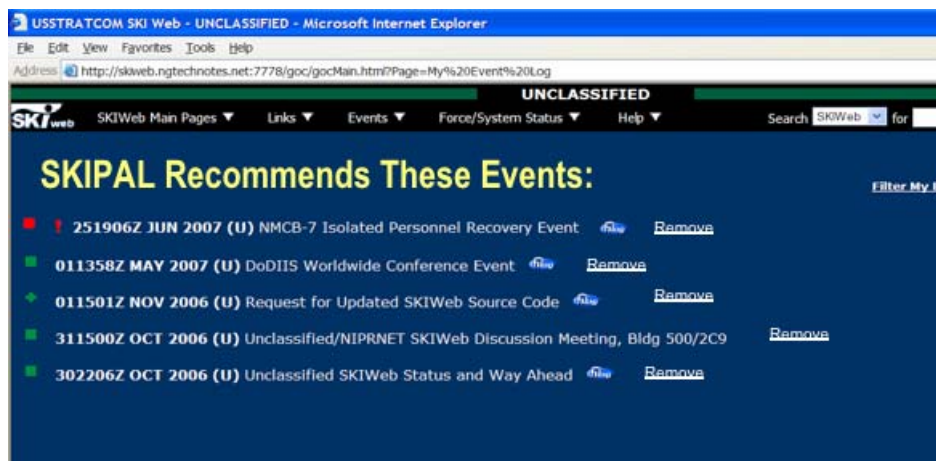 USSTRATCOM SKI Web - UNCLASSIFIED - Microsoft Internet Explorer
File Edit View Favorites Tools Help
Address http://skiweb.ngtechnotes.net:7778/goc/gocMain.html?Page=My%20Event%20Log
UNCLASSIFIED
SKIweb SKIWeb Main Pages ▼ Links ▼ Events ▼ Force/System Status ▼ Help ▼ Search SKIWeb for
SKIPAL Recommends These Events:
Filter My
! 251906Z JUN 2007 (U) NMCB-7 Isolated Personnel Recovery Event Remove
011358Z MAY 2007 (U) DoDIIS Worldwide Conference Event Remove
011501Z NOV 2006 (U) Request for Updated SKIWeb Source Code Remove
311500Z OCT 2006 (U) Unclassified/NIPRNET SKIWeb Discussion Meeting, Bldg 500/2C9 Remove
302206Z OCT 2006 (U) Unclassified SKIWeb Status and Way Ahead Remove